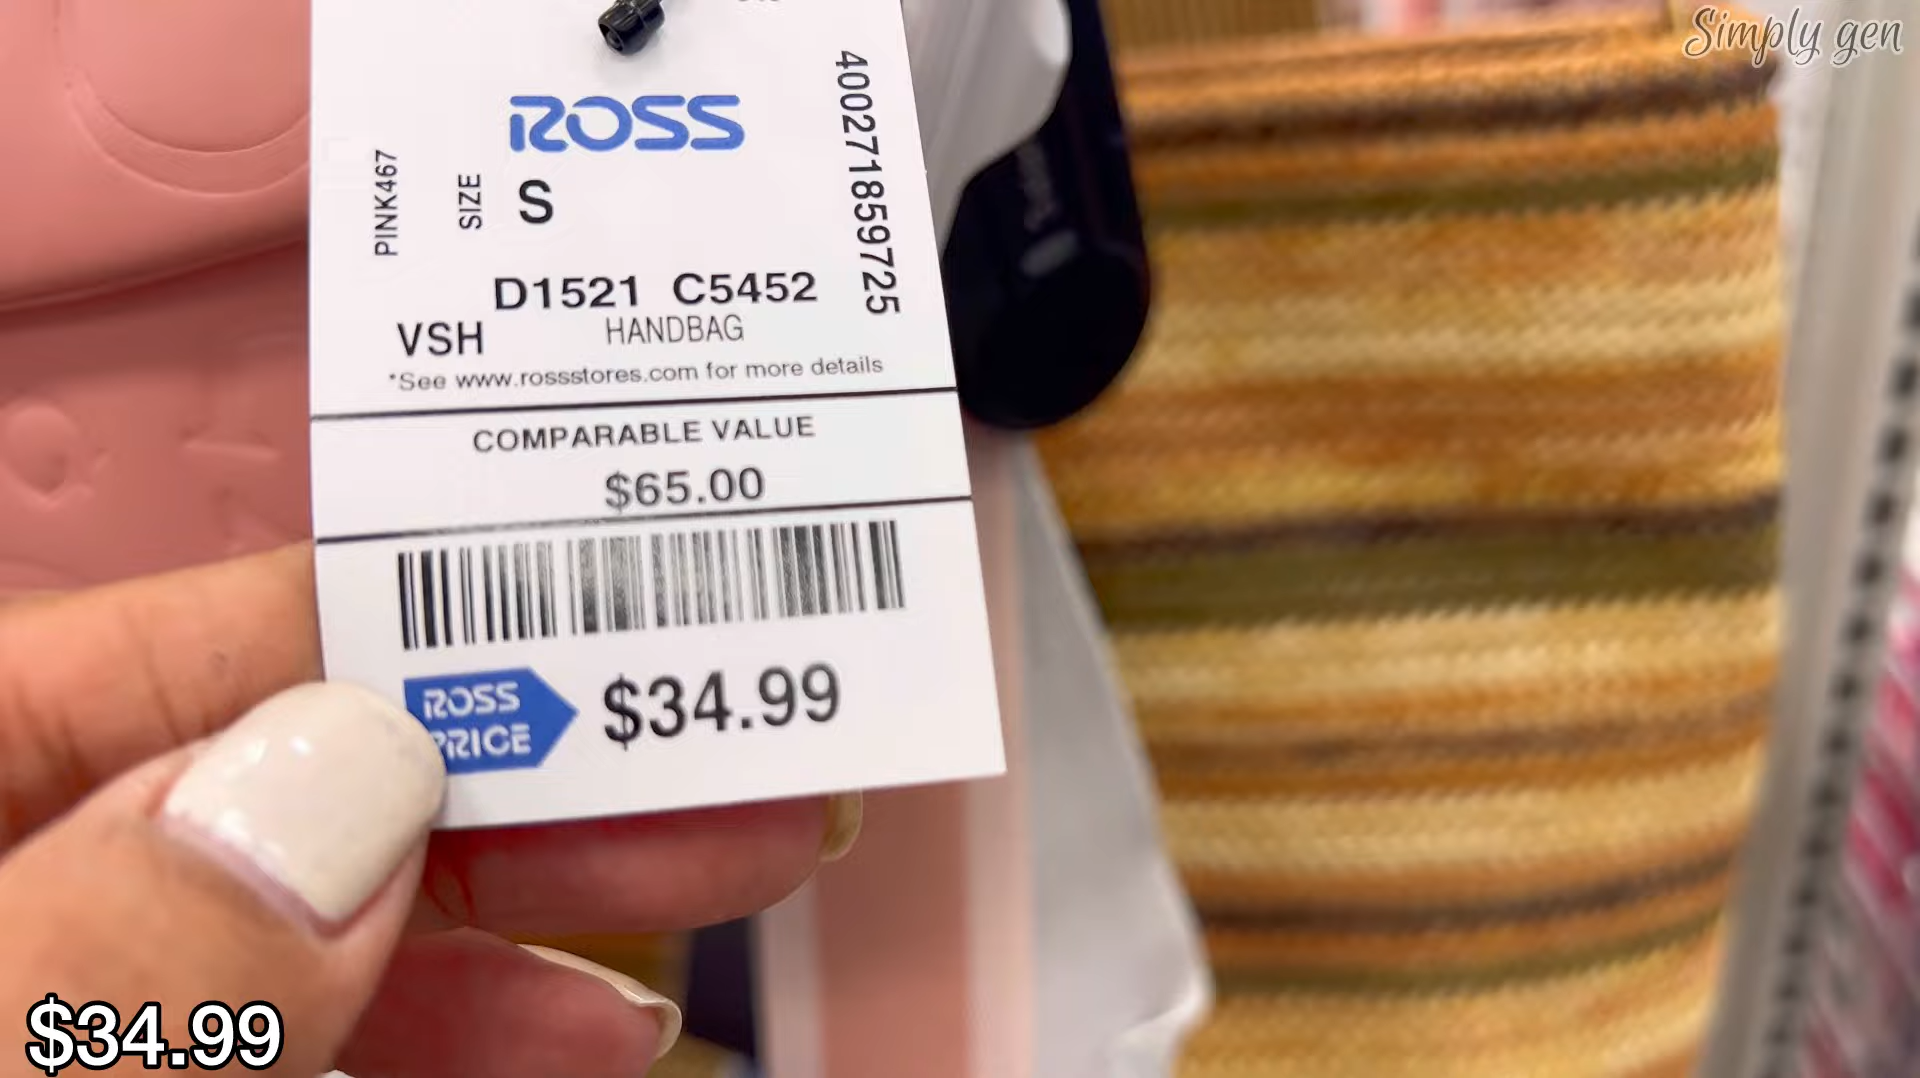 Simply gen
ROSS
400271859725
PINK467
SIZE
S
D1521 C5452
VSH
HANDBAG
*See www.rossstores.com for more details
COMPARABLE VALUE
$65.00
ROSS
PRICE
$34.99
$34.99